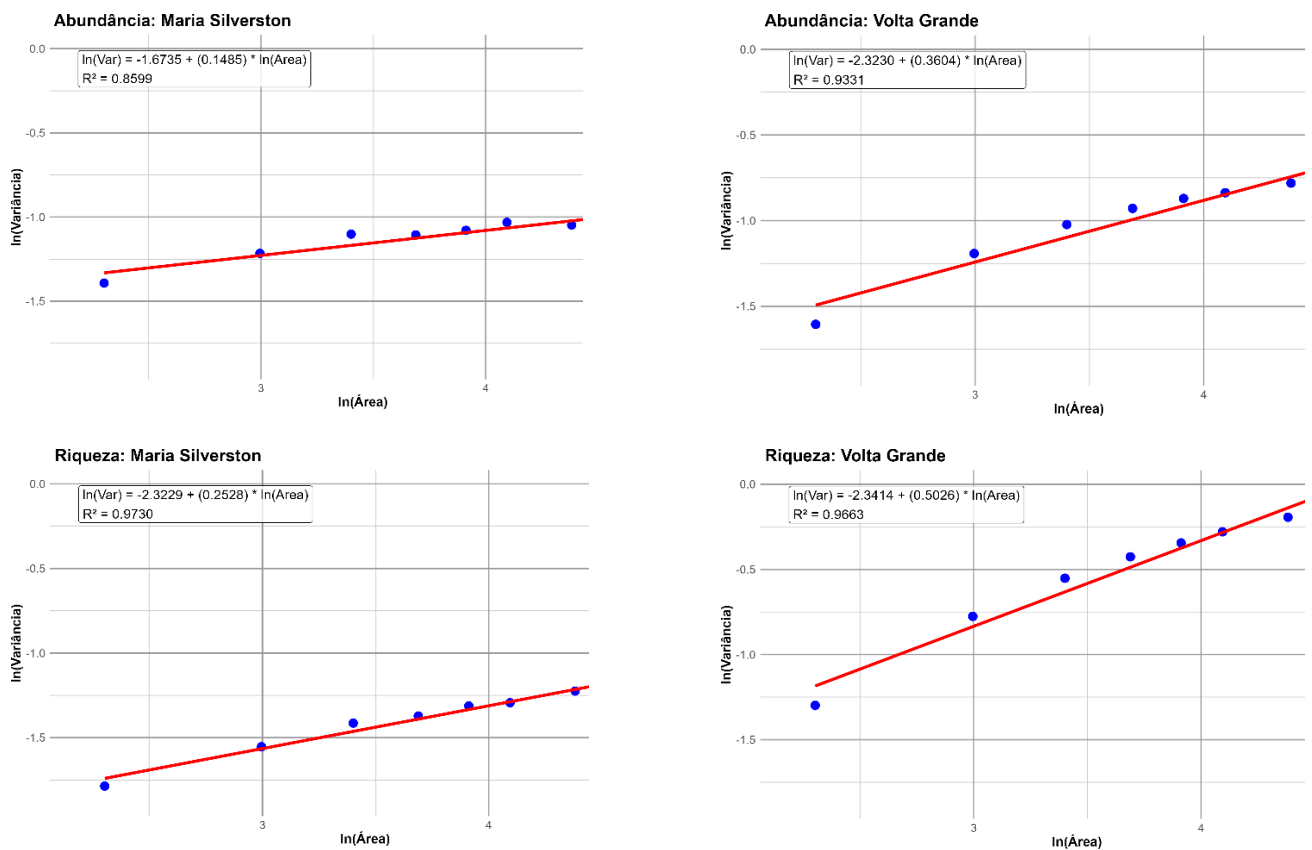 Abundância: Maria Silverston
0.0
ln(Var) = -1.6735 + (0.1485) * ln(Area)
R² = 0.8599
-0.5
ln(Variância)
-1.0
-1.5
3
4
ln(Área)
Abundância: Volta Grande
0.0
ln(Var) = -2.3230 + (0.3604) * ln(Area)
R² = 0.9331
-0.5
ln(Variância)
-1.0
-1.5
3
4
ln(Área)
Riqueza: Maria Silverston
0.0
ln(Var) = -2.3229 + (0.2528) * ln(Area)
R² = 0.9730
-0.5
ln(Variância)
-1.0
-1.5
3
4
ln(Área)
Riqueza: Volta Grande
0.0
ln(Var) = -2.3414 + (0.5026) * ln(Area)
R² = 0.9663
-0.5
ln(Variância)
-1.0
-1.5
3
4
ln(Área)